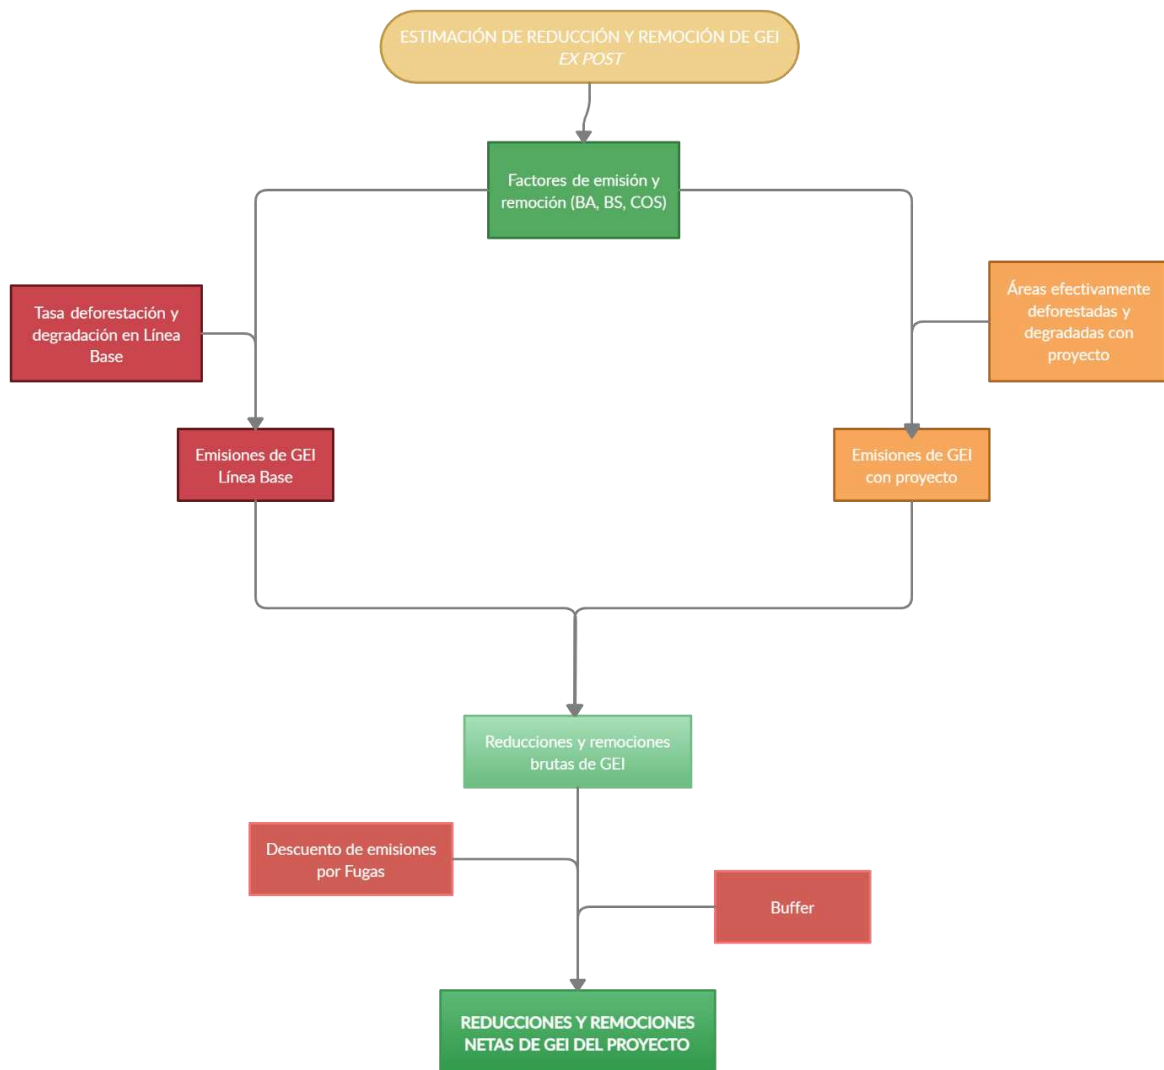 ESTIMACIÓN DE REDUCCIÓN Y REMOCIÓN DE GEI
EX POST
Factores de emisión y
remoción (BA, BS, COS)
Tasa deforestación y
degradación en Línea
Base
Áreas efectivamente
deforestadas y
degradadas con
proyecto
Emisiones de GEI
Línea Base
Emisiones de GEI
con proyecto
Reducciones y remociones
brutas de GEI
Descuento de emisiones
por Fugas
Buffer
REDUCCIONES Y REMOCIONES
NETAS DE GEI DEL PROYECTO